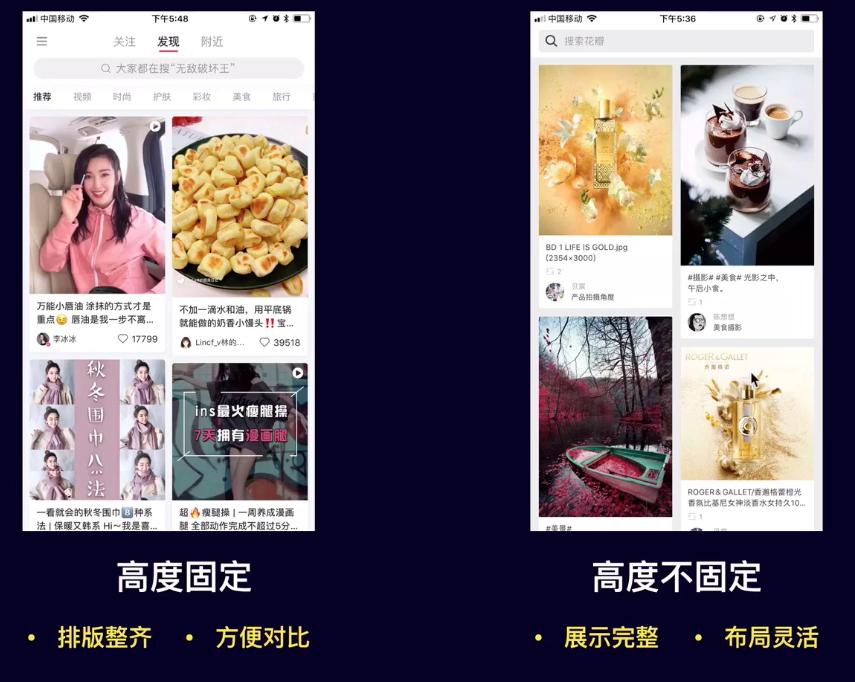 中国移动
下午5:48
关注 发现 附近
大家都在搜“无敌破坏王”
推荐 视频 时尚 护肤 彩妆 美食 旅行
万能小唇油 涂抹的方式才是
重点😉 唇油是我一步不离...
李冰冰
17799
不加一滴水和油，用平底锅
就能做的奶香小馒头‼️宝...
Lincf_v林的...
39518
秋冬围巾八法
一看就会的秋冬围巾8️⃣种系
法 | 保暖又韩系 Hi～我是喜...
ins最火瘦腿操
7天拥有漫画腿
超🔥瘦腿操 | 一周养成漫画
腿 全部动作完成不超过5分...
高度固定
• 排版整齐 • 方便对比
中国移动
下午5:36
搜索花瓣
BD 1 LIFE IS GOLD.jpg
(2354×3000)
2
产品拍摄角度
#摄影# #美食# 光影之中，
午后小食。
1
陈想想
美食摄影
ROGER&GALLET
香邂格蕾
ROGER＆GALLET/香邂格蕾橙光
香氛比基尼女神淡香水女持久10...
1
#美景#
高度不固定
• 展示完整 • 布局灵活